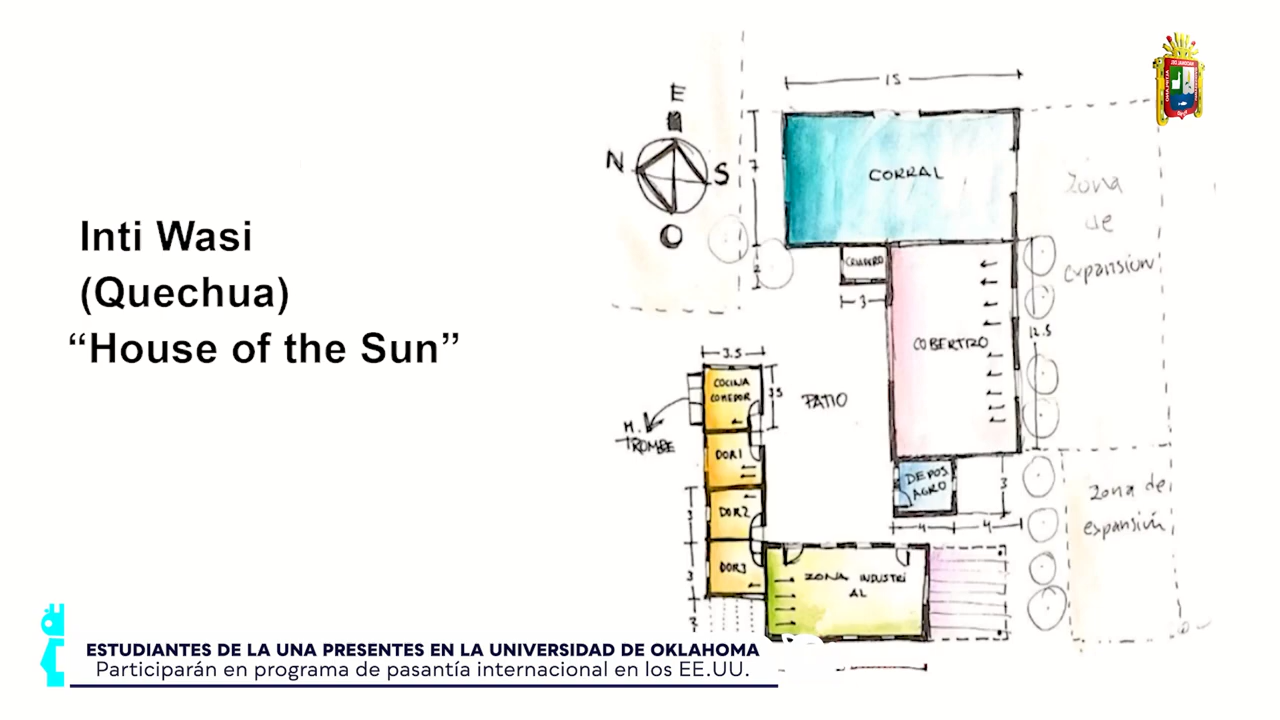 Inti Wasi
(Quechua)
“House of the Sun”
E
N
S
O
15
7
CORRAL
Zona
de
expansion
2
3
12.5
COBERTIZO
3.5
COCINA
COMEDOR
3.5
PATIO
M.
TROMBE
DOR1
DEPOS
AGRO
3
Zona de
expansión
DOR2
3
4
4
DOR3
3
ZONA INDUSTRI
AL
ESTUDIANTES DE LA UNA PRESENTES EN LA UNIVERSIDAD DE OKLAHOMA
Participarán en programa de pasantía internacional en los EE.UU.